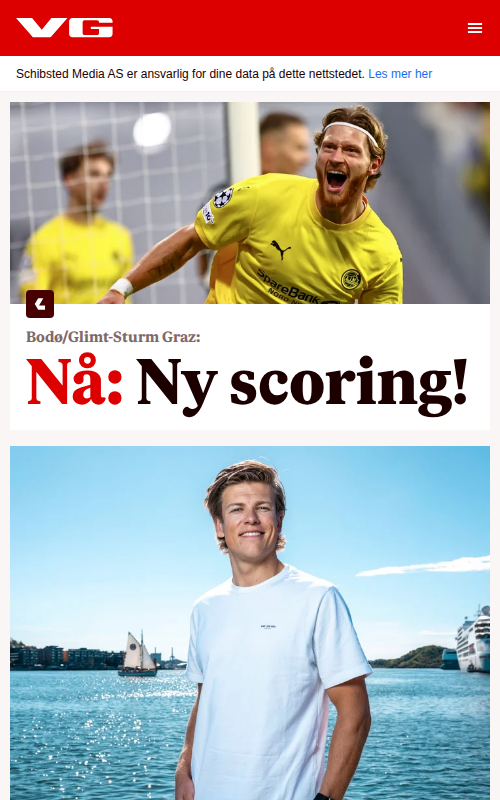 VG
Schibsted Media AS er ansvarlig for dine data på dette nettstedet. Les mer her
SpareBank
Bodø/Glimt-Sturm Graz:
Nå: Ny scoring!